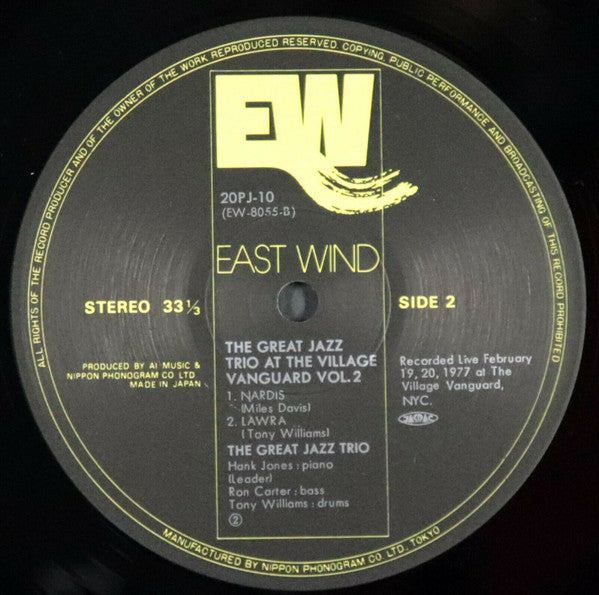 ALL RIGHTS OF THE RECORD PRODUCER AND OF THE OWNER OF THE WORK REPRODUCED RESERVED. COPYING, PUBLIC PERFORMANCE AND BROADCASTING OF THIS RECORD PROHIBITED
EW
20PJ-10
(EW-8055-B)
EAST WIND
STEREO 33 1/3
SIDE 2
THE GREAT JAZZ
TRIO AT THE VILLAGE
VANGUARD VOL.2
1. NARDIS
(Miles Davis)
2. LAWRA
(Tony Williams)
THE GREAT JAZZ TRIO
Hank Jones : piano
(Leader)
Ron Carter : bass
Tony Williams : drums
②
PRODUCED BY AI MUSIC &
NIPPON PHONOGRAM CO LTD
MADE IN JAPAN
Recorded Live February
19, 20, 1977 at The
Village Vanguard,
NYC.
JASRAC
MANUFACTURED BY NIPPON PHONOGRAM CO. LTD. TOKYO